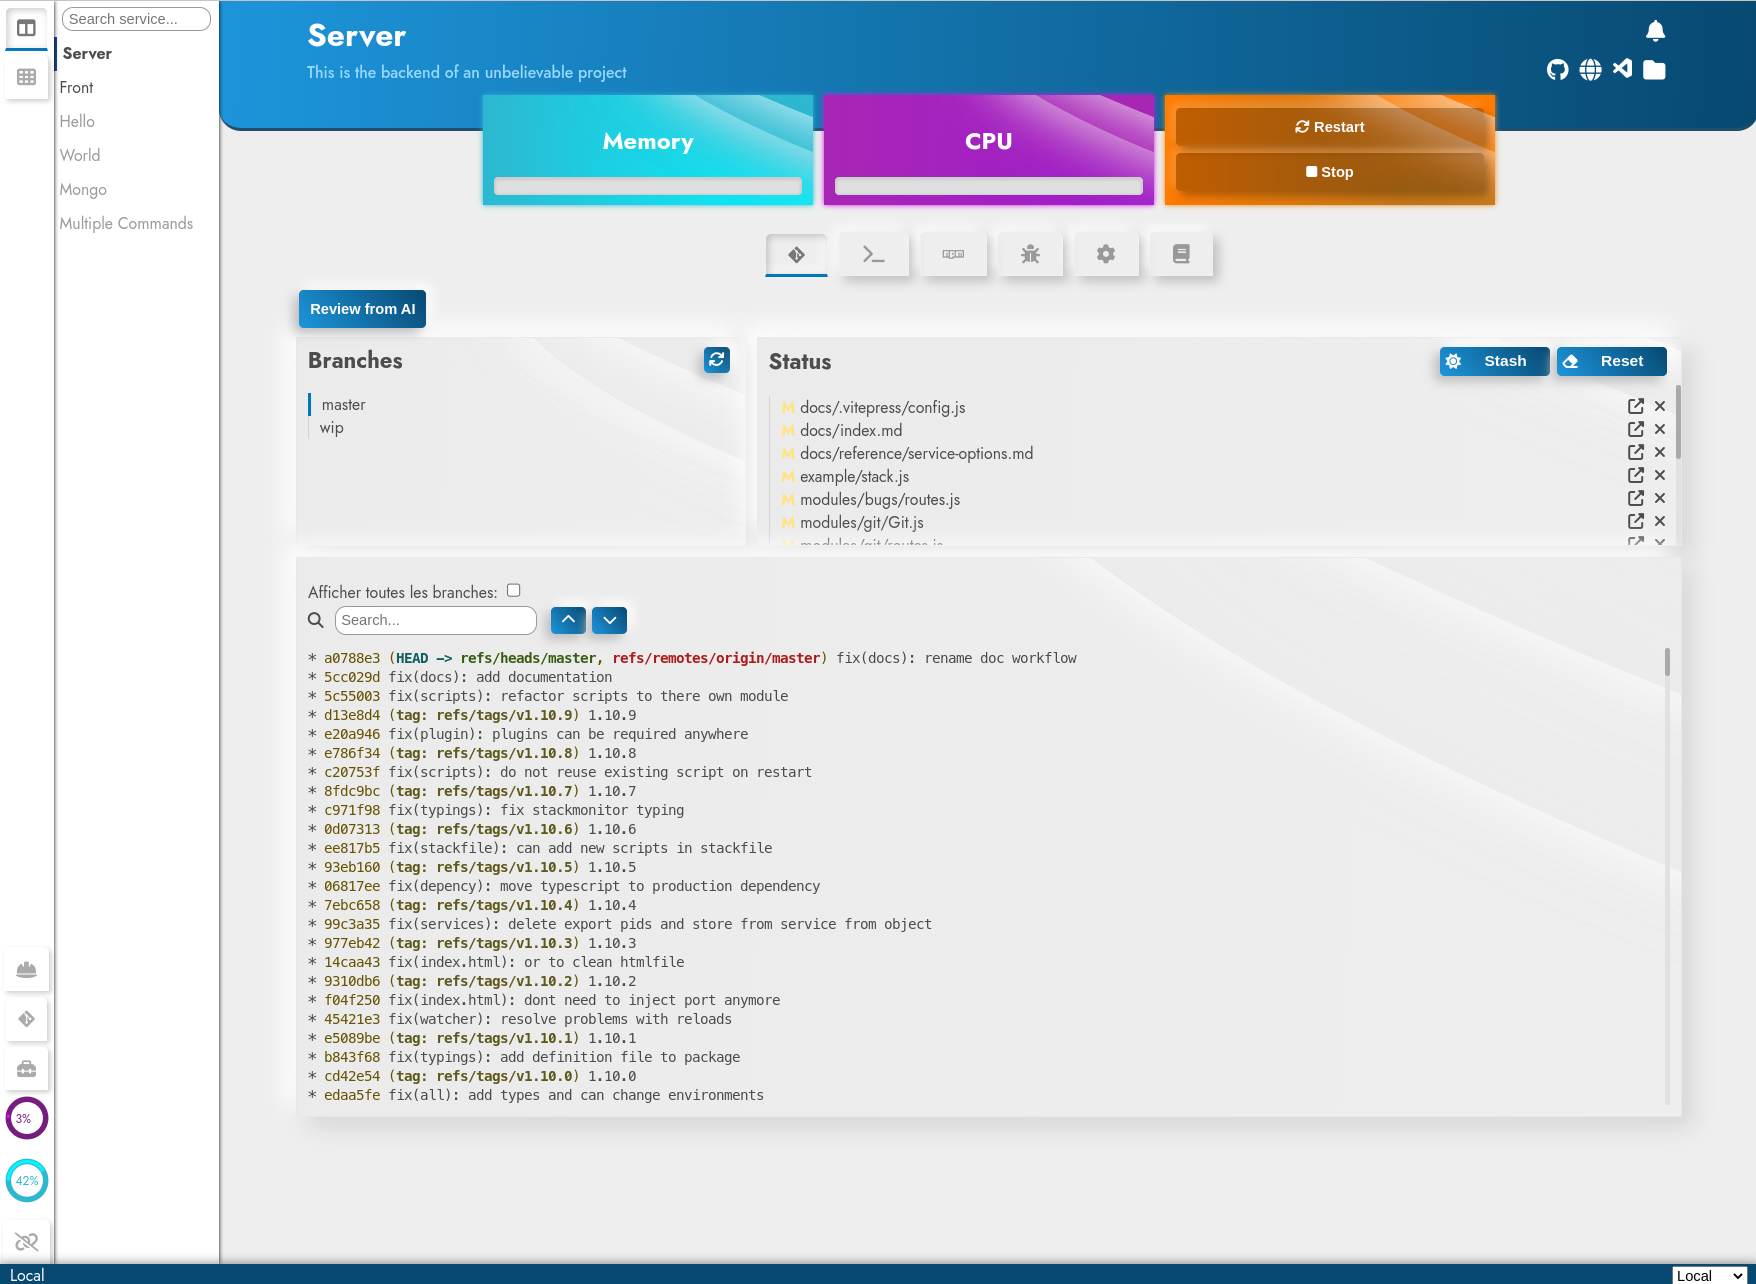 Search service...
Server
Front
Hello
World
Mongo
Multiple Commands
3%
42%
Server
This is the backend of an unbelievable project
Memory
CPU
Restart
Stop
Review from AI
Branches
master
wip
Status
Stash
Reset
M docs/.vitepress/config.js
M docs/index.md
M docs/reference/service-options.md
M example/stack.js
M modules/bugs/routes.js
M modules/git/Git.js
M modules/git/routes.js
Afficher toutes les branches:
Search...
* a0788e3 (HEAD -> refs/heads/master, refs/remotes/origin/master) fix(docs): rename doc workflow
* 5cc029d fix(docs): add documentation
* 5c55003 fix(scripts): refactor scripts to there own module
* d13e8d4 (tag: refs/tags/v1.10.9) 1.10.9
* e20a946 fix(plugin): plugins can be required anywhere
* e786f34 (tag: refs/tags/v1.10.8) 1.10.8
* c20753f fix(scripts): do not reuse existing script on restart
* 8fdc9bc (tag: refs/tags/v1.10.7) 1.10.7
* c971f98 fix(typings): fix stackmonitor typing
* 0d07313 (tag: refs/tags/v1.10.6) 1.10.6
* ee817b5 fix(stackfile): can add new scripts in stackfile
* 93eb160 (tag: refs/tags/v1.10.5) 1.10.5
* 06817ee fix(depency): move typescript to production dependency
* 7ebc658 (tag: refs/tags/v1.10.4) 1.10.4
* 99c3a35 fix(services): delete export pids and store from service from object
* 977eb42 (tag: refs/tags/v1.10.3) 1.10.3
* 14caa43 fix(index.html): or to clean htmlfile
* 9310db6 (tag: refs/tags/v1.10.2) 1.10.2
* f04f250 fix(index.html): dont need to inject port anymore
* 45421e3 fix(watcher): resolve problems with reloads
* e5089be (tag: refs/tags/v1.10.1) 1.10.1
* b843f68 fix(typings): add definition file to package
* cd42e54 (tag: refs/tags/v1.10.0) 1.10.0
* edaa5fe fix(all): add types and can change environments
Local
Local